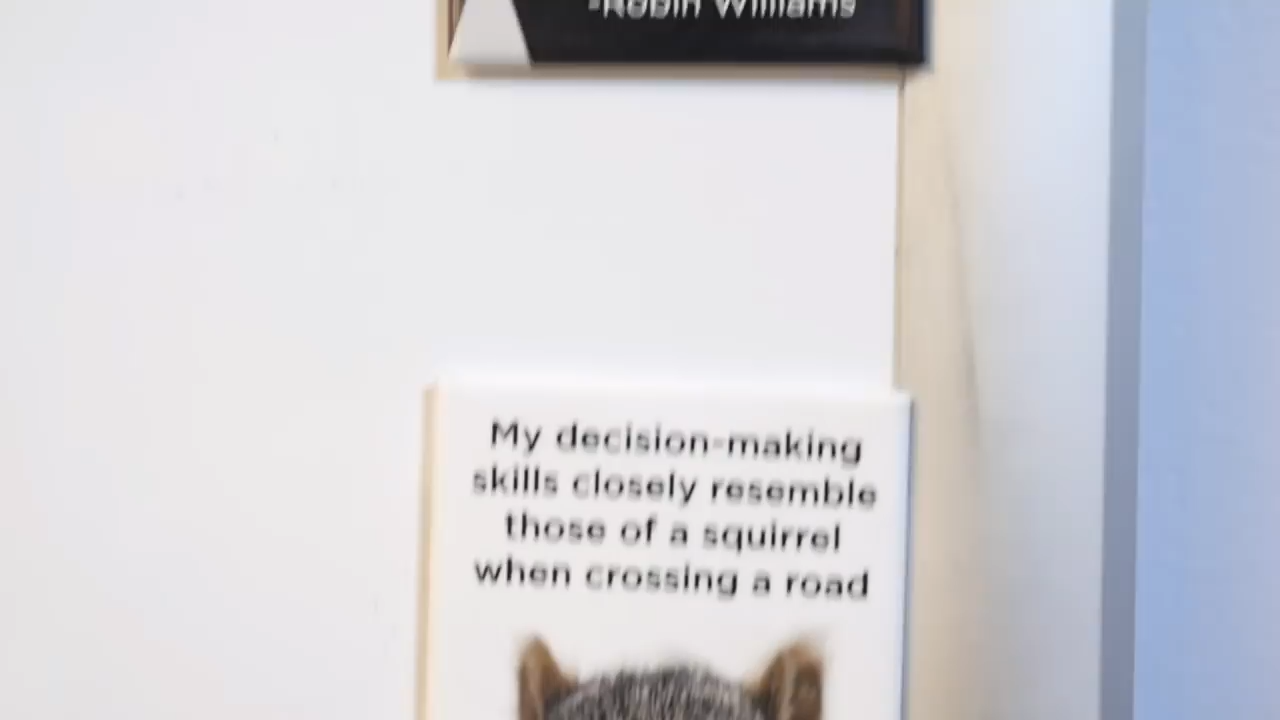 -Robin Williams
My decision-making
skills closely resemble
those of a squirrel
when crossing a road